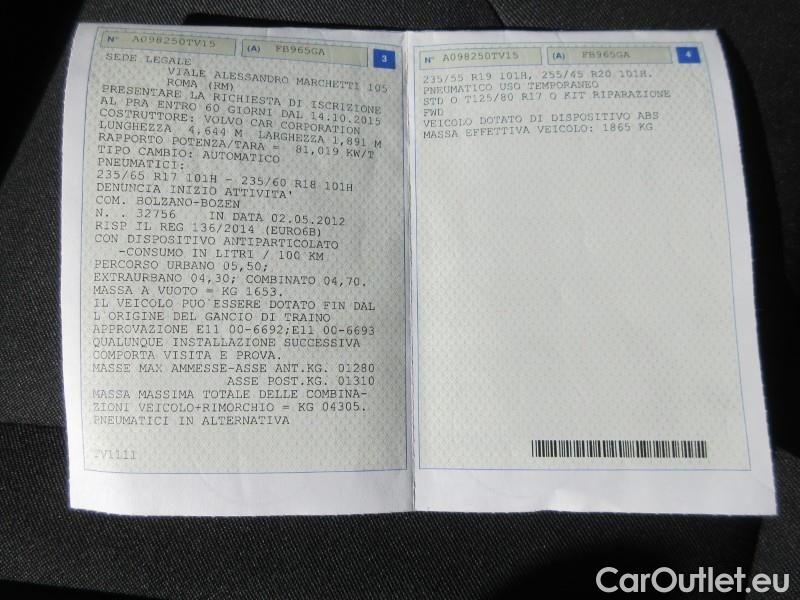 N° A098250TV15 (A) FB965GA 3
SEDE LEGALE
VIALE ALESSANDRO MARCHETTI 105
ROMA (RM)
PRESENTARE LA RICHIESTA DI ISCRIZIONE
AL PRA ENTRO 60 GIORNI DAL 14.10.2015
COSTRUTTORE: VOLVO CAR CORPORATION
LUNGHEZZA 4,644 M LARGHEZZA 1,891 M
RAPPORTO POTENZA/TARA = 81,019 KW/T
TIPO CAMBIO: AUTOMATICO
PNEUMATICI:
235/65 R17 101H - 235/60 R18 101H
DENUNCIA INIZIO ATTIVITA'
COM. BOLZANO-BOZEN
N. . 32756 IN DATA 02.05.2012
RISP IL REG 136/2014 (EURO6B)
CON DISPOSITIVO ANTIPARTICOLATO
-CONSUMO IN LITRI / 100 KM
PERCORSO URBANO 05,50;
EXTRAURBANO 04,30; COMBINATO 04,70.
MASSA A VUOTO = KG 1653.
IL VEICOLO PUO'ESSERE DOTATO FIN DAL
L'ORIGINE DEL GANCIO DI TRAINO
APPROVAZIONE E11 00-6692;E11 00-6693
QUALUNQUE INSTALLAZIONE SUCCESSIVA
COMPORTA VISITA E PROVA.
MASSE MAX AMMESSE-ASSE ANT.KG. 01280
ASSE POST.KG. 01310
MASSA MASSIMA TOTALE DELLE COMBINA-
ZIONI VEICOLO+RIMORCHIO = KG 04305.
PNEUMATICI IN ALTERNATIVA
TV1111
N° A098250TV15 (A) FB965GA 4
235/55 R19 101H, 255/45 R20 101H.
PNEUMATICO USO TEMPORANEO
STD O T125/80 R17 O KIT RIPARAZIONE
FWD
VEICOLO DOTATO DI DISPOSITIVO ABS
MASSA EFFETTIVA VEICOLO: 1865 KG
CarOutlet.eu